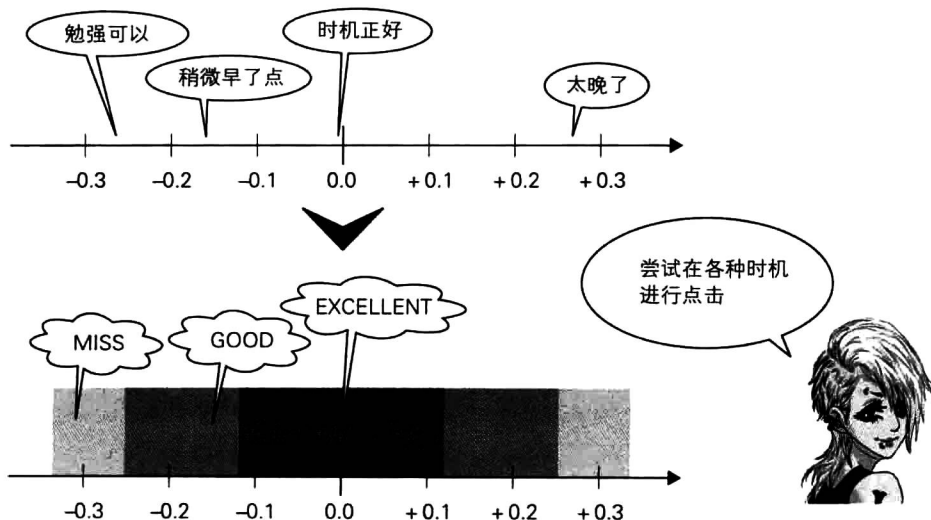 勉强可以
时机正好
稍微早了点
太晚了
–0.3 –0.2 –0.1 0.0 + 0.1 + 0.2 + 0.3
尝试在各种时机
进行点击
EXCELLENT
MISS
GOOD
–0.3 –0.2 –0.1 0.0 + 0.1 + 0.2 + 0.3